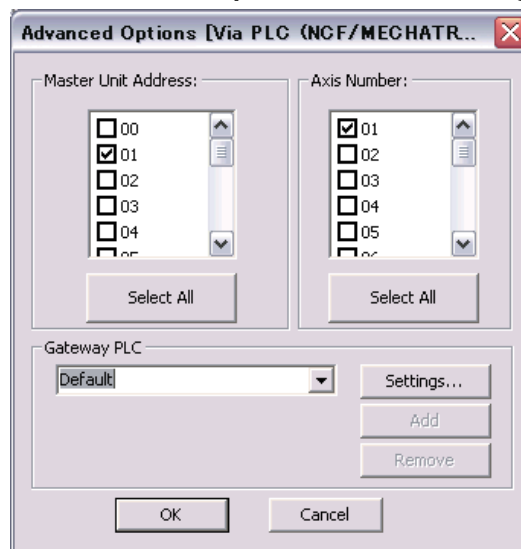 Advanced Options [Via PLC (NCF/MECHATR...
Master Unit Address:
00
01
02
03
04
Select All
Axis Number:
01
02
03
04
05
Select All
Gateway PLC
Default
Settings...
Add
Remove
OK
Cancel